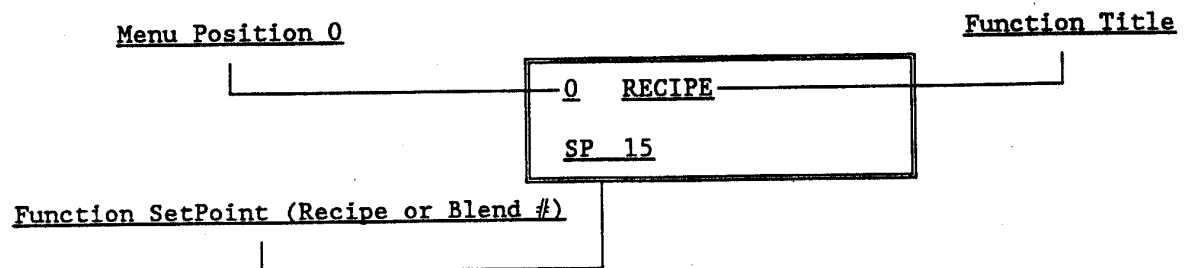 Menu Position 0
Function Title
0 RECIPE
SP 15
Function SetPoint (Recipe or Blend #)